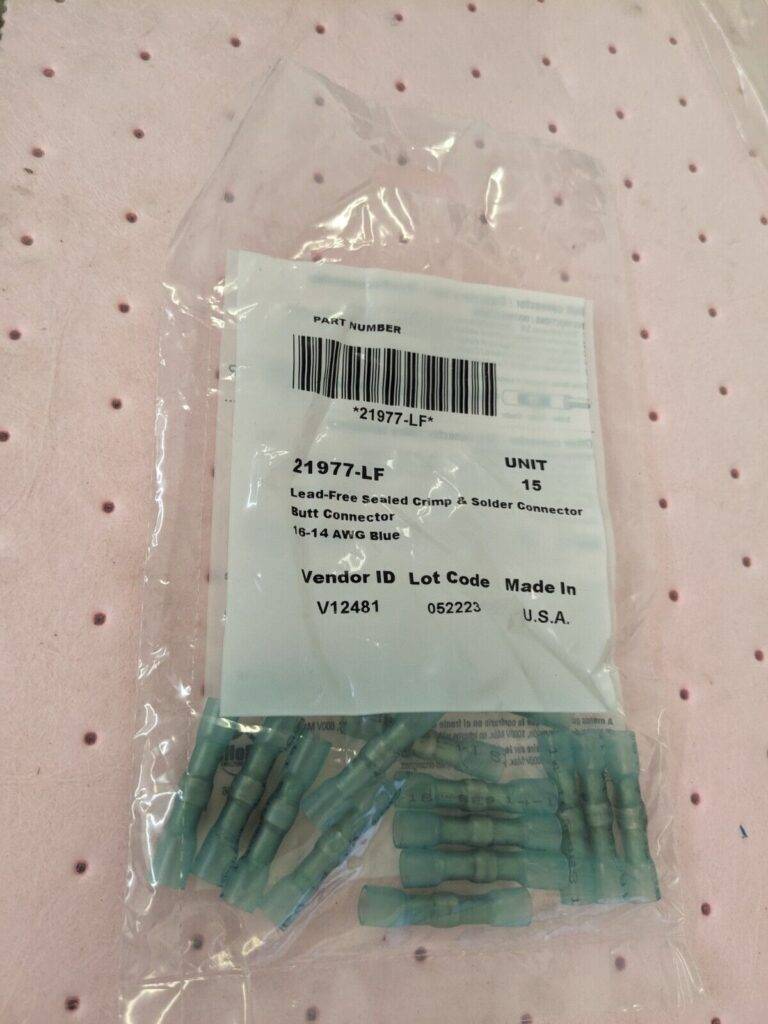 PART NUMBER
*21977-LF*
21977-LF
UNIT
15
Lead-Free Sealed Crimp & Solder Connector
Butt Connector
16-14 AWG Blue
Vendor ID Lot Code Made In
V12481 052223 U.S.A.